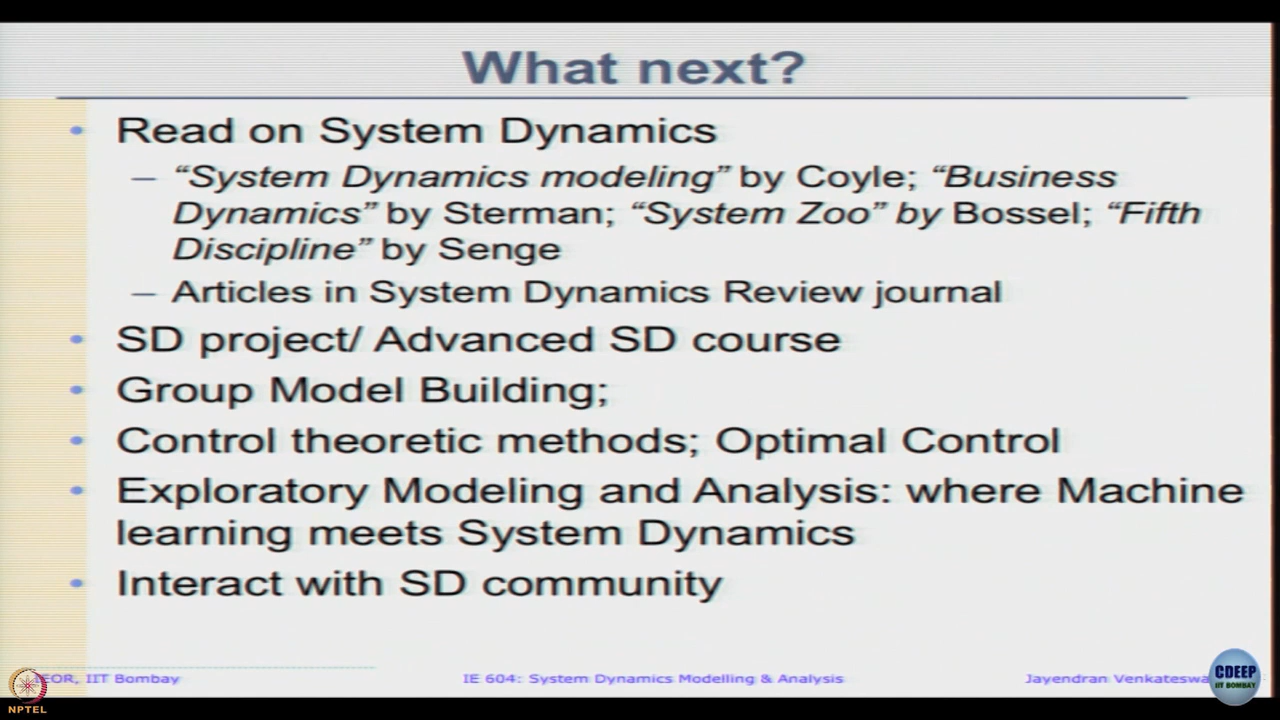 What next?
• Read on System Dynamics
– “System Dynamics modeling” by Coyle; “Business
Dynamics” by Sterman; “System Zoo” by Bossel; “Fifth
Discipline” by Senge
– Articles in System Dynamics Review journal
• SD project/ Advanced SD course
• Group Model Building;
• Control theoretic methods; Optimal Control
• Exploratory Modeling and Analysis: where Machine
learning meets System Dynamics
• Interact with SD community
IEOR, IIT Bombay
IE 604: System Dynamics Modelling & Analysis
Jayendran Venkateswa
CDEEP
IIT BOMBAY
NPTEL